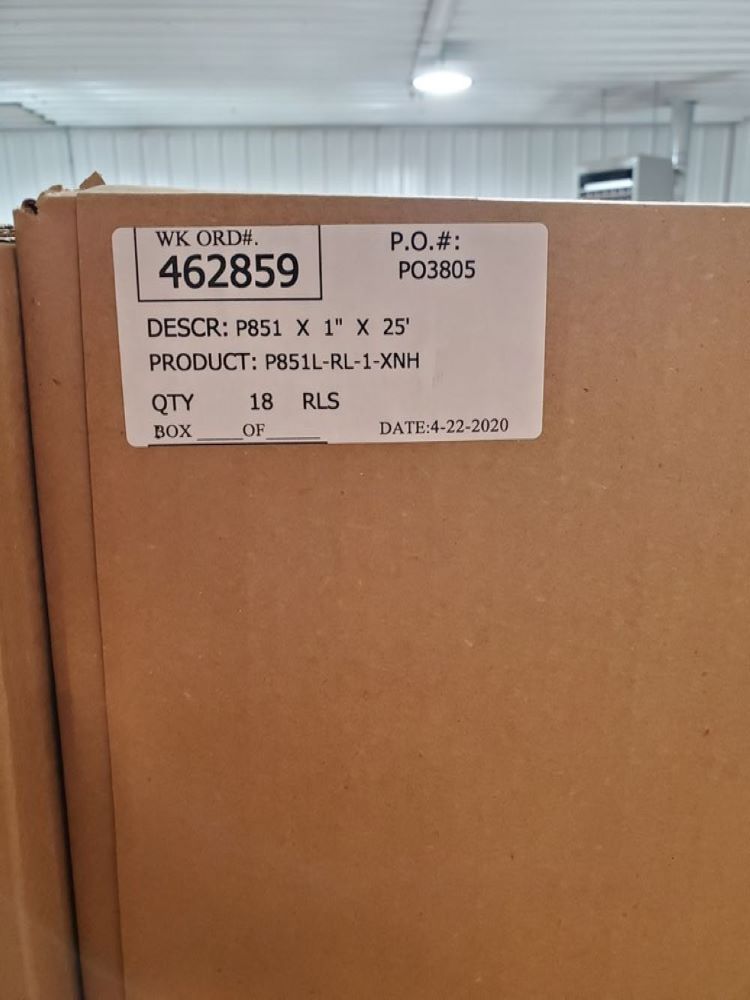 WK ORD#. P.O.#:
462859 PO3805
DESCR: P851 X 1" X 25'
PRODUCT: P851L-RL-1-XNH
QTY 18 RLS
BOX _____OF______ DATE:4-22-2020